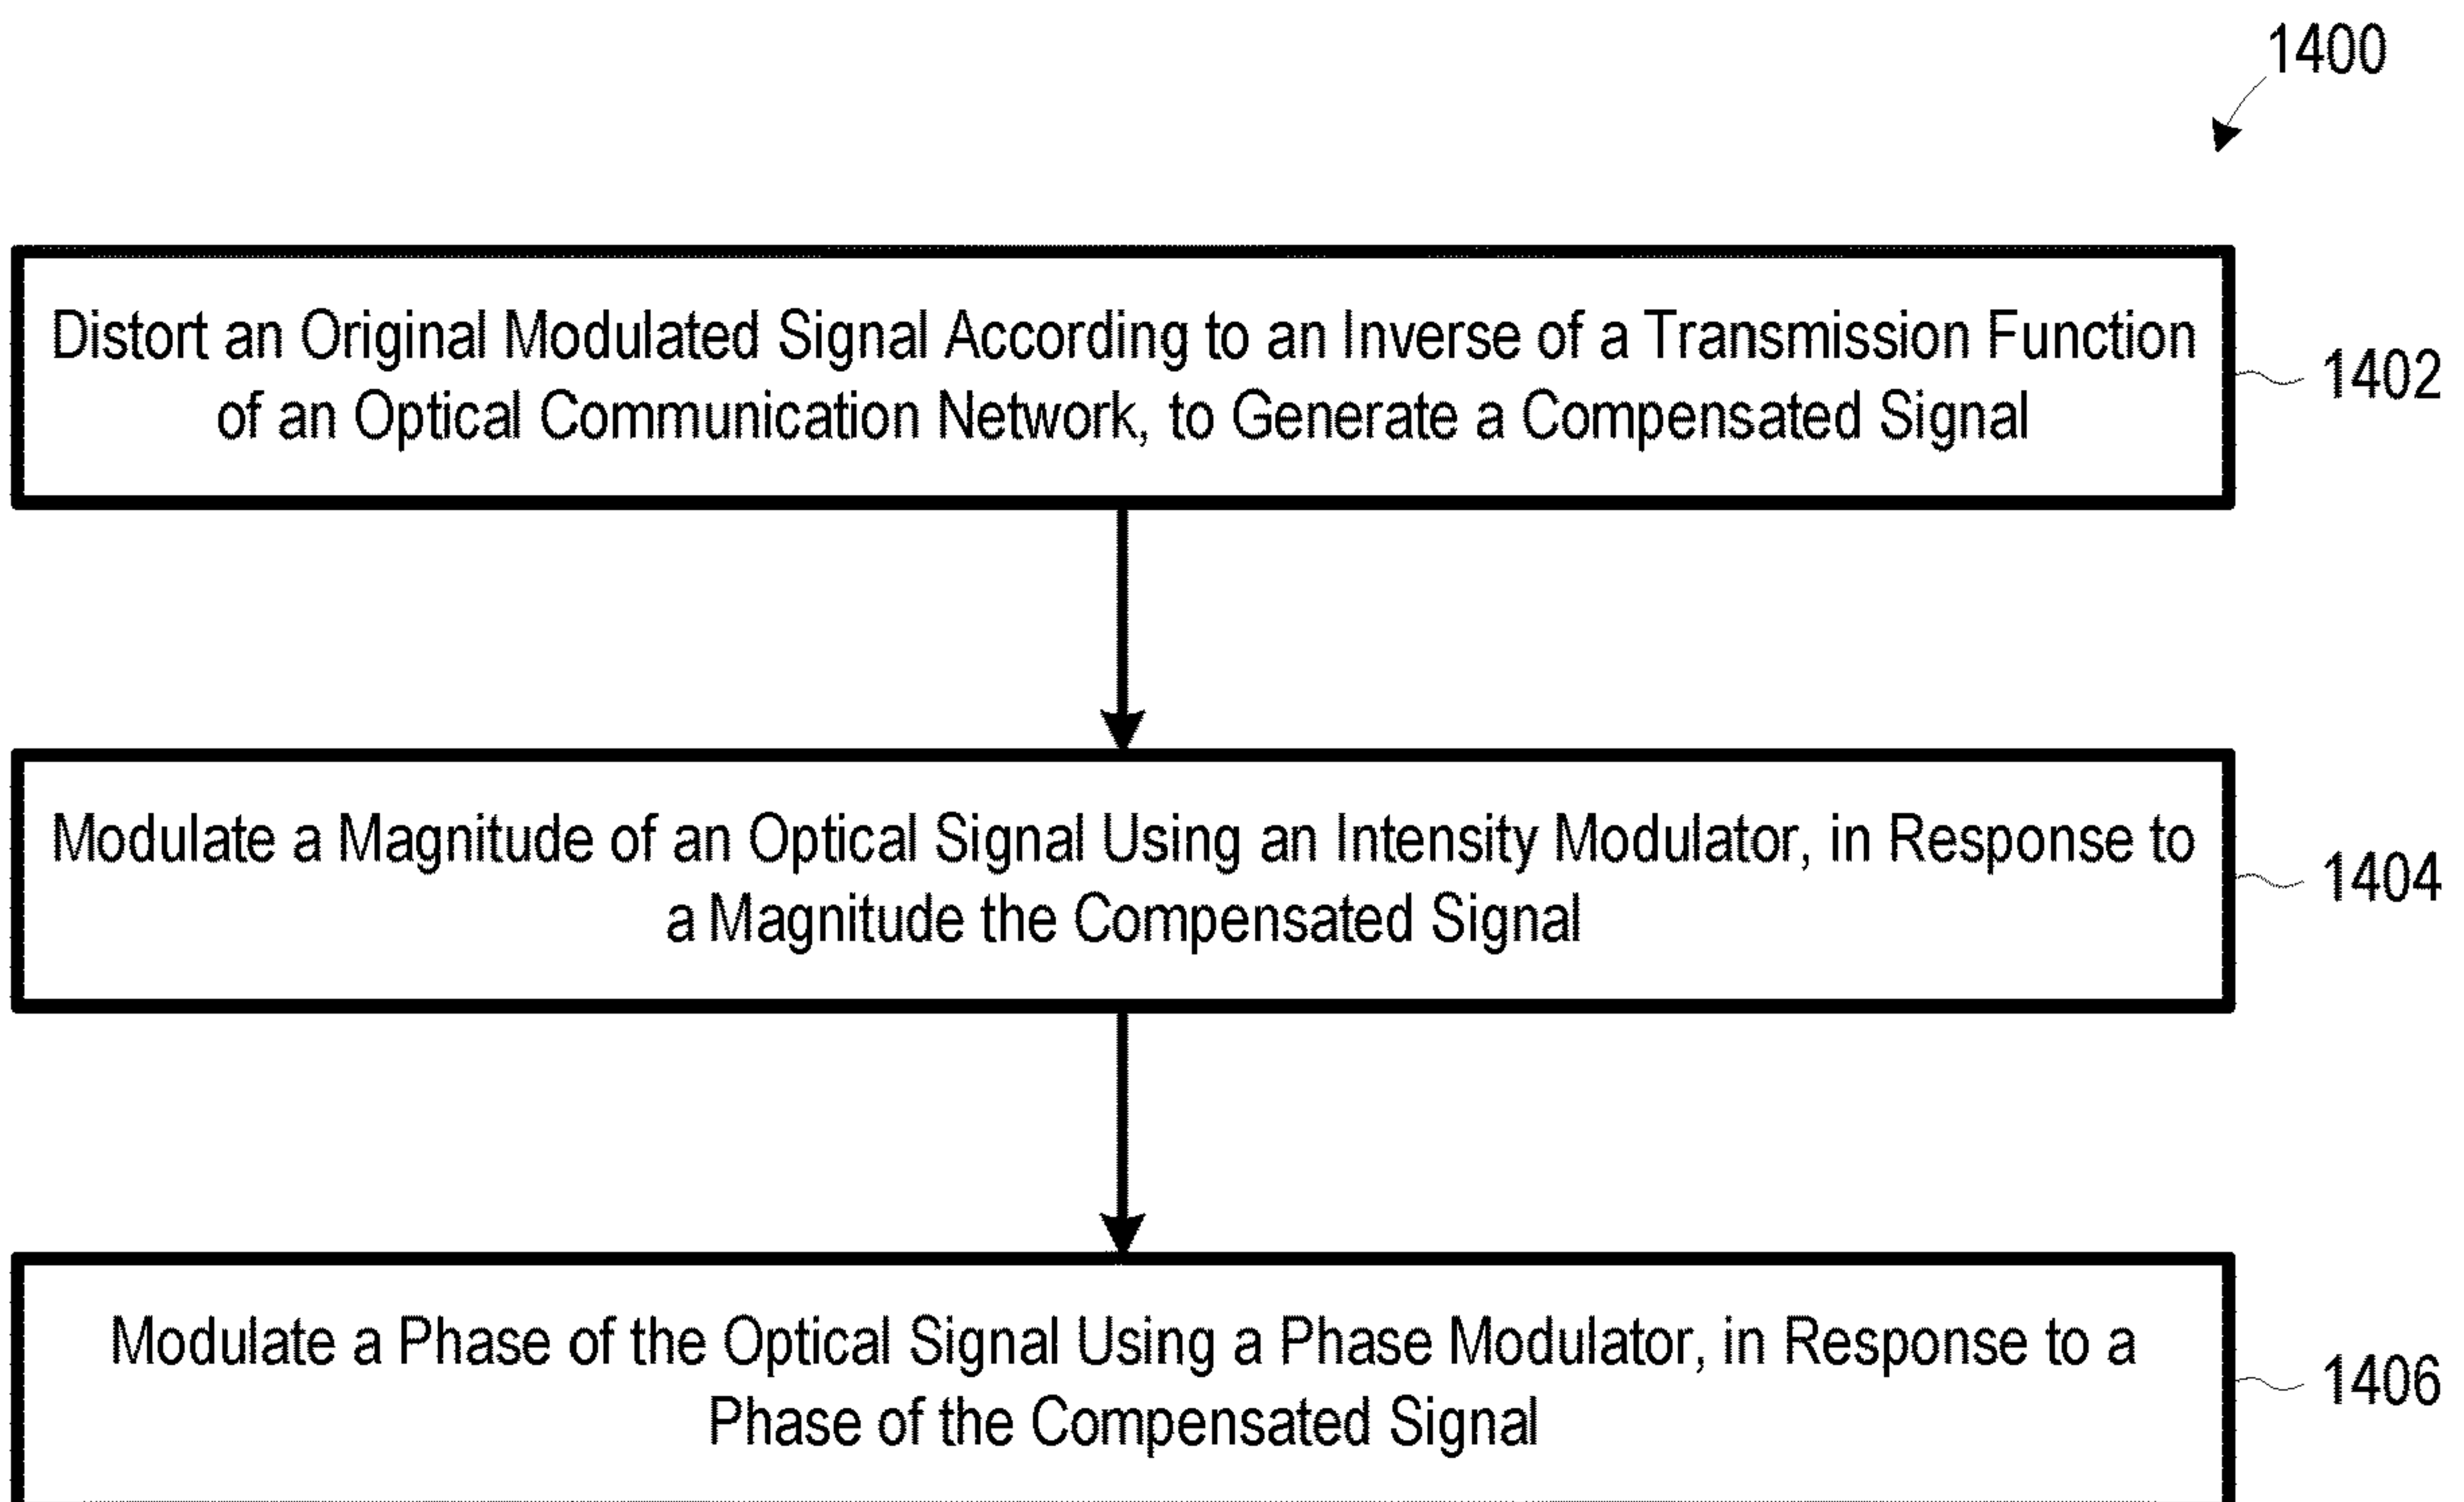 1400
Distort an Original Modulated Signal According to an Inverse of a Transmission Function
of an Optical Communication Network, to Generate a Compensated Signal
1402
Modulate a Magnitude of an Optical Signal Using an Intensity Modulator, in Response to
a Magnitude the Compensated Signal
1404
Modulate a Phase of the Optical Signal Using a Phase Modulator, in Response to a
Phase of the Compensated Signal
1406